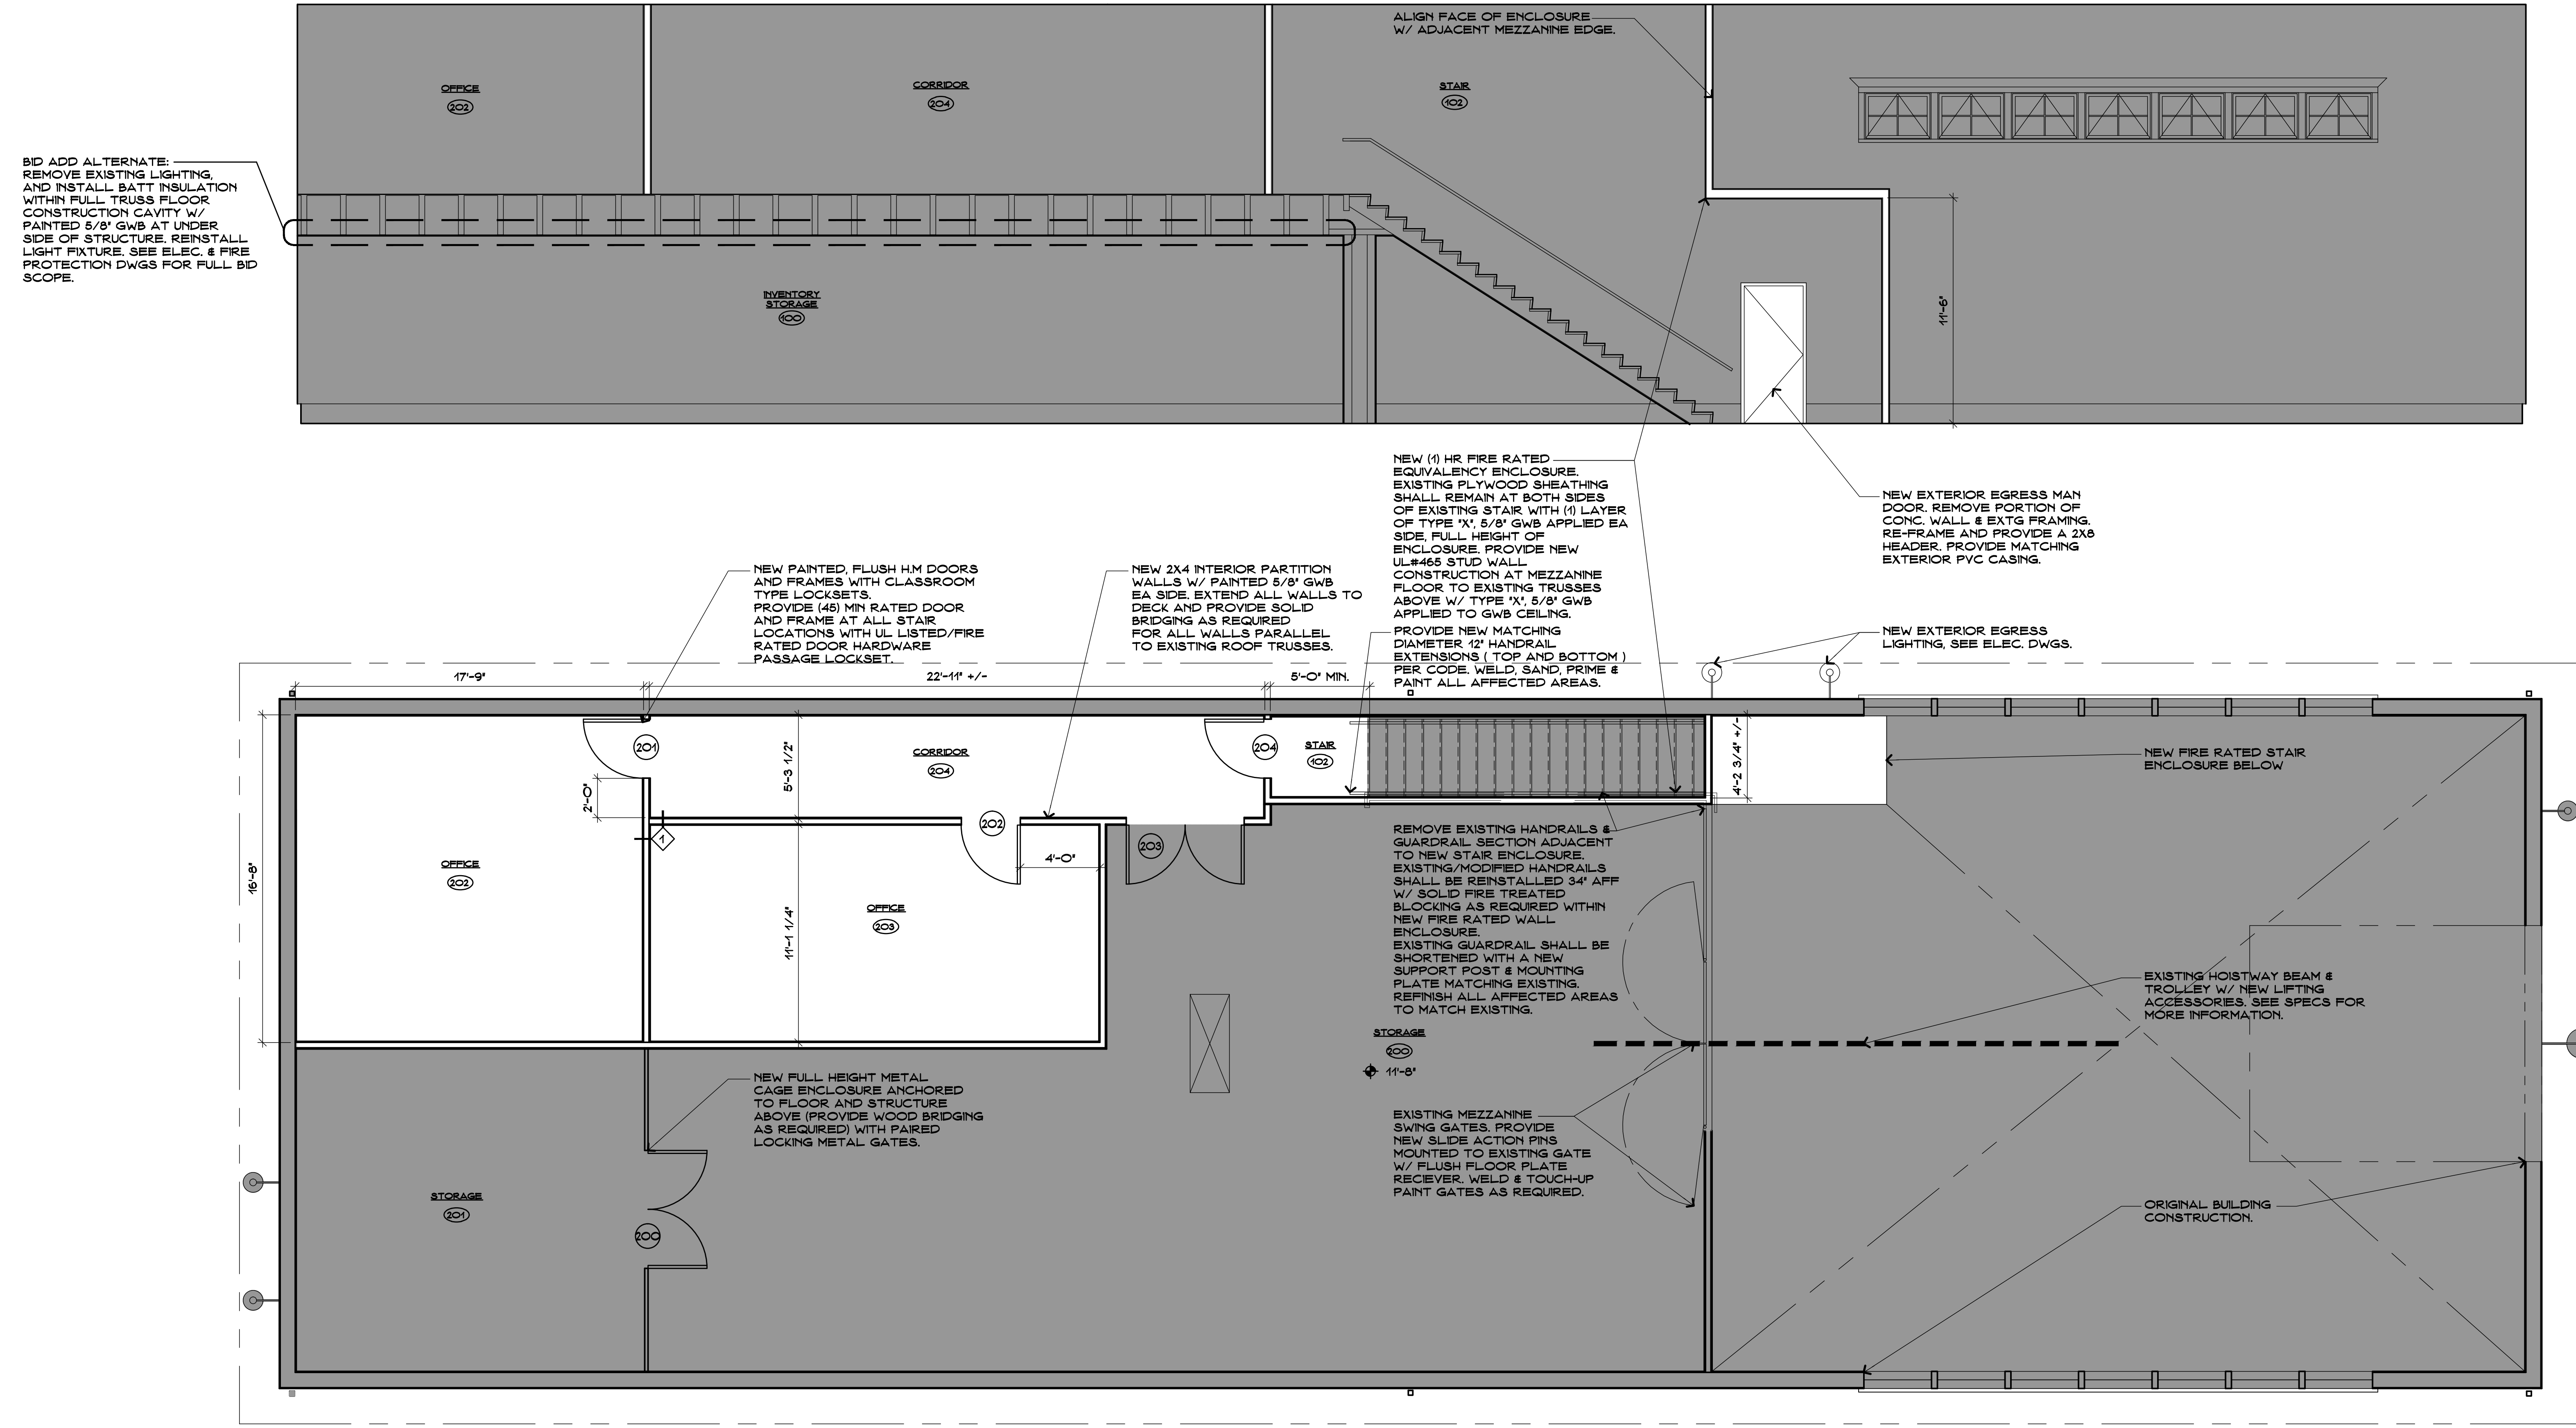 ALIGN FACE OF ENCLOSURE
W/ ADJACENT MEZZANINE EDGE.
OFFICE
202
CORRIDOR
204
STAIR
102
BID ADD ALTERNATE:
REMOVE EXISTING LIGHTING,
AND INSTALL BATT INSULATION
WITHIN FULL TRUSS FLOOR
CONSTRUCTION CAVITY W/
PAINTED 5/8" GWB AT UNDER
SIDE OF STRUCTURE. REINSTALL
LIGHT FIXTURE. SEE ELEC. & FIRE
PROTECTION DWGS FOR FULL BID
SCOPE.
INVENTORY
STORAGE
100
11'-6"
NEW (1) HR FIRE RATED
EQUIVALENCY ENCLOSURE.
EXISTING PLYWOOD SHEATHING
SHALL REMAIN AT BOTH SIDES
OF EXISTING STAIR WITH (1) LAYER
OF TYPE "X", 5/8" GWB APPLIED EA
SIDE, FULL HEIGHT OF
ENCLOSURE. PROVIDE NEW
UL#465 STUD WALL
CONSTRUCTION AT MEZZANINE
FLOOR TO EXISTING TRUSSES
ABOVE W/ TYPE "X", 5/8" GWB
APPLIED TO GWB CEILING.
NEW EXTERIOR EGRESS MAN
DOOR. REMOVE PORTION OF
CONC. WALL & EXTG FRAMING.
RE-FRAME AND PROVIDE A 2X8
HEADER. PROVIDE MATCHING
EXTERIOR PVC CASING.
NEW PAINTED, FLUSH H.M DOORS
AND FRAMES WITH CLASSROOM
TYPE LOCKSETS.
PROVIDE (45) MIN RATED DOOR
AND FRAME AT ALL STAIR
LOCATIONS WITH UL LISTED/FIRE
RATED DOOR HARDWARE
PASSAGE LOCKSET.
NEW 2X4 INTERIOR PARTITION
WALLS W/ PAINTED 5/8" GWB
EA SIDE. EXTEND ALL WALLS TO
DECK AND PROVIDE SOLID
BRIDGING AS REQUIRED
FOR ALL WALLS PARALLEL
TO EXISTING ROOF TRUSSES.
PROVIDE NEW MATCHING
DIAMETER 12" HANDRAIL
EXTENSIONS ( TOP AND BOTTOM )
PER CODE. WELD, SAND, PRIME &
PAINT ALL AFFECTED AREAS.
NEW EXTERIOR EGRESS
LIGHTING, SEE ELEC. DWGS.
17'-9"
22'-11" +/-
5'-0" MIN.
201
CORRIDOR
204
5'-3 1/2"
204
STAIR
102
4'-2 3/4" +/-
NEW FIRE RATED STAIR
ENCLOSURE BELOW
2'-0"
1
202
203
4'-0"
16'-8"
OFFICE
202
OFFICE
203
11'-1 1/4"
REMOVE EXISTING HANDRAILS &
GUARDRAIL SECTION ADJACENT
TO NEW STAIR ENCLOSURE.
EXISTING/MODIFIED HANDRAILS
SHALL BE REINSTALLED 34" AFF
W/ SOLID FIRE TREATED
BLOCKING AS REQUIRED WITHIN
NEW FIRE RATED WALL
ENCLOSURE.
EXISTING GUARDRAIL SHALL BE
SHORTENED WITH A NEW
SUPPORT POST & MOUNTING
PLATE MATCHING EXISTING.
REFINISH ALL AFFECTED AREAS
TO MATCH EXISTING.
STORAGE
200
11'-8"
EXISTING HOISTWAY BEAM &
TROLLEY W/ NEW LIFTING
ACCESSORIES. SEE SPECS FOR
MORE INFORMATION.
NEW FULL HEIGHT METAL
CAGE ENCLOSURE ANCHORED
TO FLOOR AND STRUCTURE
ABOVE (PROVIDE WOOD BRIDGING
AS REQUIRED) WITH PAIRED
LOCKING METAL GATES.
EXISTING MEZZANINE
SWING GATES. PROVIDE
NEW SLIDE ACTION PINS
MOUNTED TO EXISTING GATE
W/ FLUSH FLOOR PLATE
RECIEVER. WELD & TOUCH-UP
PAINT GATES AS REQUIRED.
STORAGE
201
200
ORIGINAL BUILDING
CONSTRUCTION.